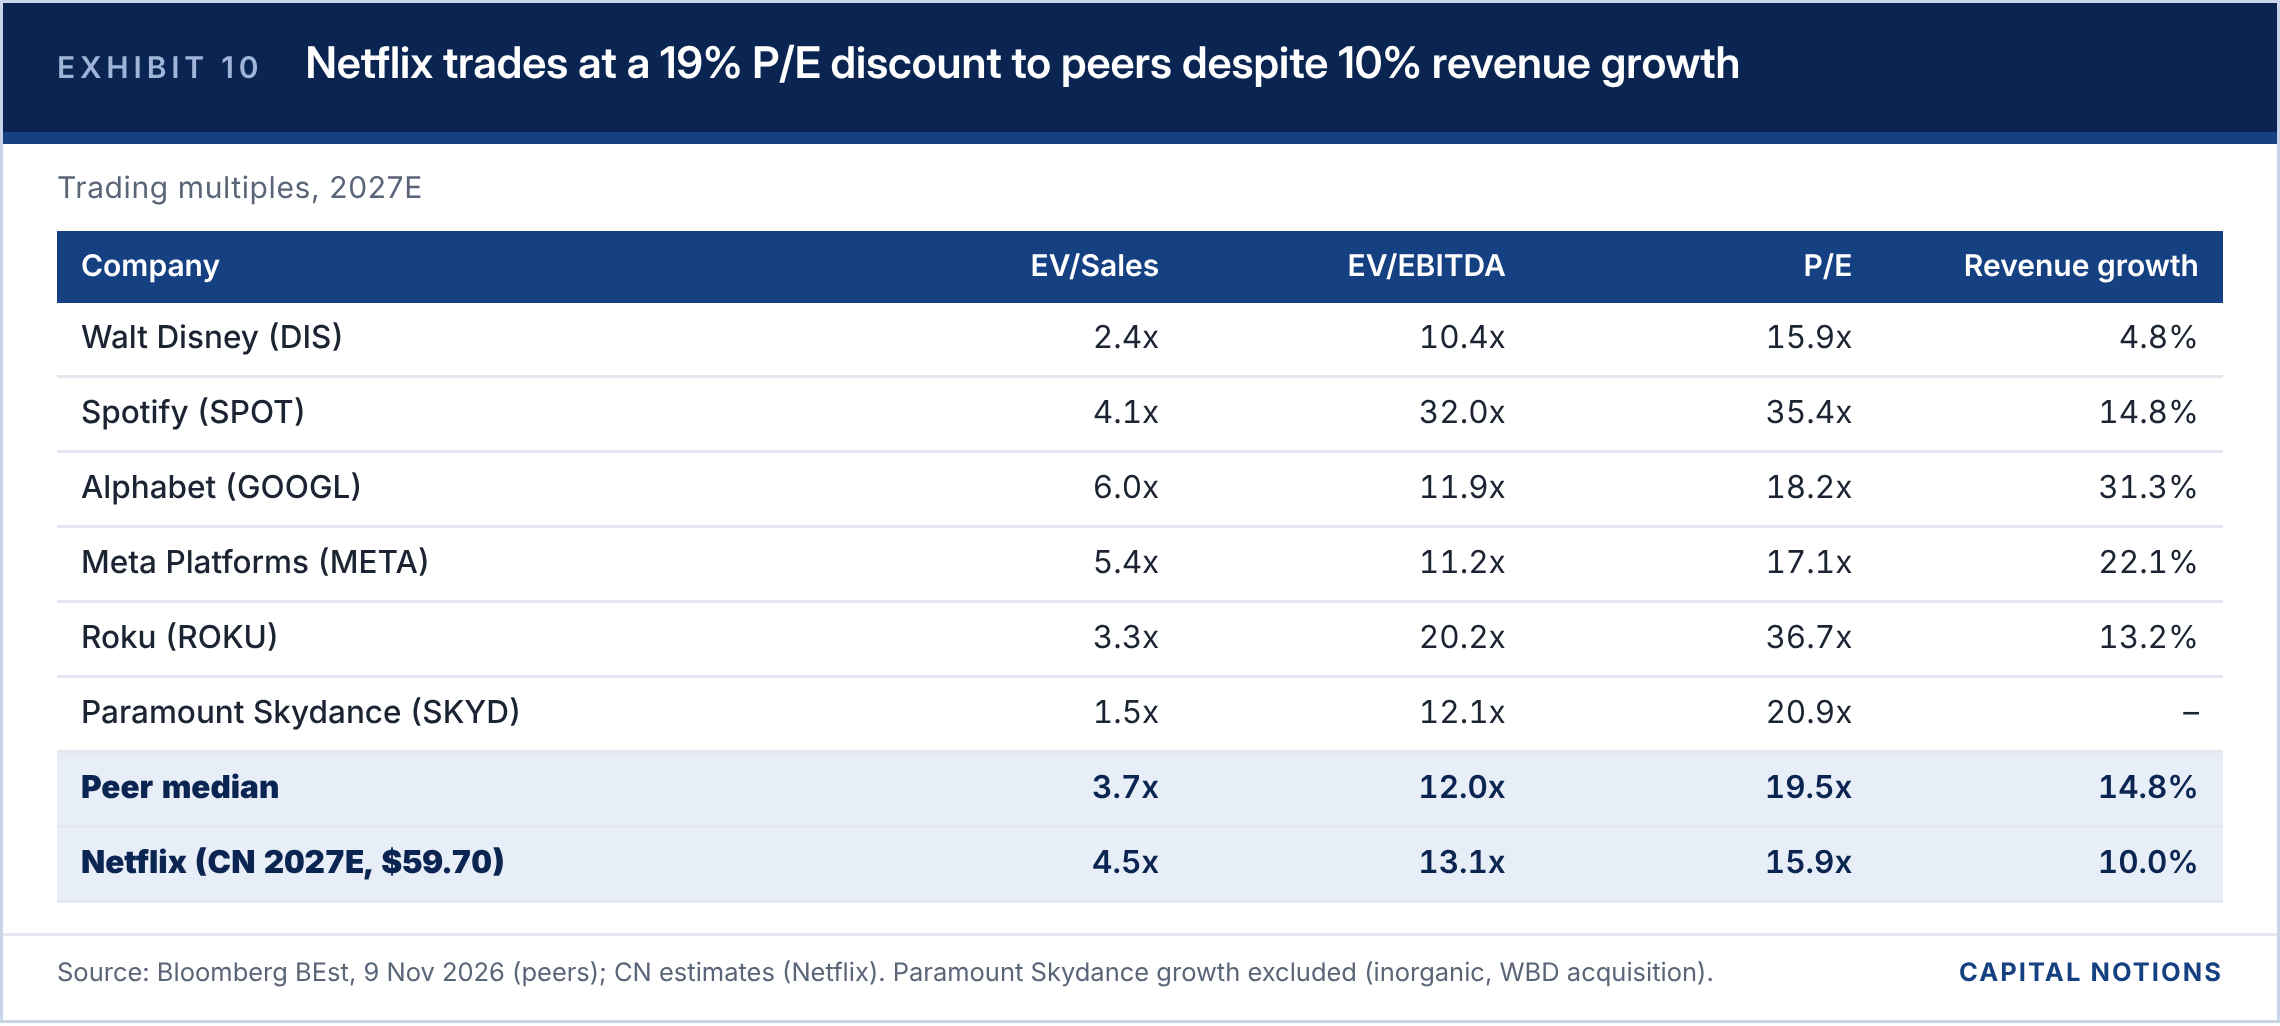 EXHIBIT 10 Netflix trades at a 19% P/E discount to peers despite 10% revenue growth
Trading multiples, 2027E
Company EV/Sales EV/EBITDA P/E Revenue growth
Walt Disney (DIS) 2.4x 10.4x 15.9x 4.8%
Spotify (SPOT) 4.1x 32.0x 35.4x 14.8%
Alphabet (GOOGL) 6.0x 11.9x 18.2x 31.3%
Meta Platforms (META) 5.4x 11.2x 17.1x 22.1%
Roku (ROKU) 3.3x 20.2x 36.7x 13.2%
Paramount Skydance (SKYD) 1.5x 12.1x 20.9x –
Peer median 3.7x 12.0x 19.5x 14.8%
Netflix (CN 2027E, $59.70) 4.5x 13.1x 15.9x 10.0%
Source: Bloomberg BEst, 9 Nov 2026 (peers); CN estimates (Netflix). Paramount Skydance growth excluded (inorganic, WBD acquisition). CAPITAL NOTIONS